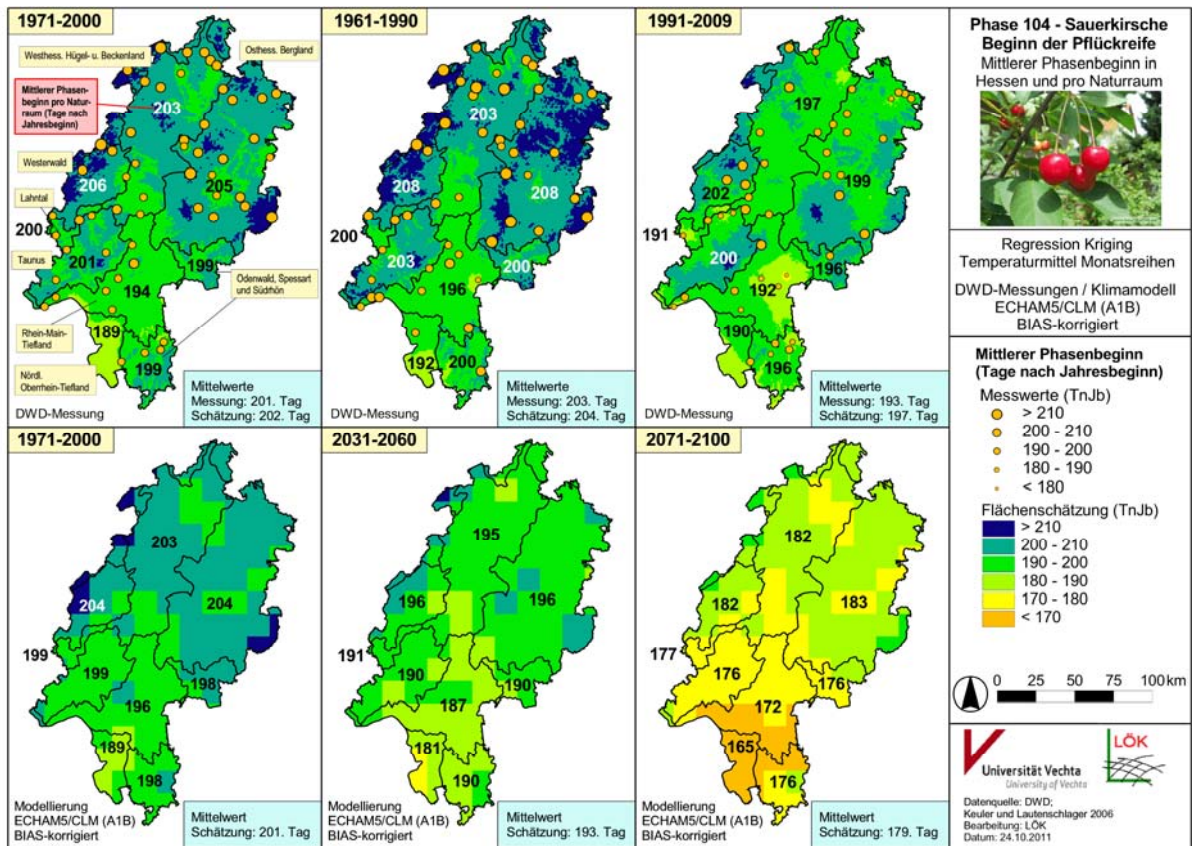 1971-2000
Westhess. Hügel- u. Beckenland
Osthess. Bergland
Mittlerer Phasen-
beginn pro Natur-
raum (Tage nach
Jahresbeginn)
203
Westerwald
206
205
Lahntal
200
Taunus
201
199
194
Odenwald, Spessart
und Südrhön
Rhein-Main-
Tiefland
189
Nördl.
Oberrhein-Tiefland
199
DWD-Messung
Mittelwerte
Messung: 201. Tag
Schätzung: 202. Tag
1961-1990
203
208
208
200
203
200
196
192
200
DWD-Messung
Mittelwerte
Messung: 203. Tag
Schätzung: 204. Tag
1991-2009
197
202
199
191
200
196
192
190
196
DWD-Messung
Mittelwerte
Messung: 193. Tag
Schätzung: 197. Tag
1971-2000
203
204
204
199
199
198
196
189
198
Modellierung
ECHAM5/CLM (A1B)
BIAS-korrigiert
Mittelwert
Schätzung: 201. Tag
2031-2060
195
196
196
191
190
190
187
181
190
Modellierung
ECHAM5/CLM (A1B)
BIAS-korrigiert
Mittelwert
Schätzung: 193. Tag
2071-2100
182
182
183
177
176
176
172
165
176
Modellierung
ECHAM5/CLM (A1B)
BIAS-korrigiert
Mittelwert
Schätzung: 179. Tag
Phase 104 - Sauerkirsche
Beginn der Pflückreife
Mittlerer Phasenbeginn in
Hessen und pro Naturraum
Regression Kriging
Temperaturmittel Monatsreihen
DWD-Messungen / Klimamodell
ECHAM5/CLM (A1B)
BIAS-korrigiert
Mittlerer Phasenbeginn
(Tage nach Jahresbeginn)
Messwerte (TnJb)
> 210
200 - 210
190 - 200
180 - 190
< 180
Flächenschätzung (TnJb)
> 210
200 - 210
190 - 200
180 - 190
170 - 180
< 170
0 25 50 75 100 km
Universität Vechta
University of Vechta
LÖK
Datenquelle: DWD;
Keuler und Lautenschlager 2006
Bearbeitung: LÖK
Datum: 24.10.2011